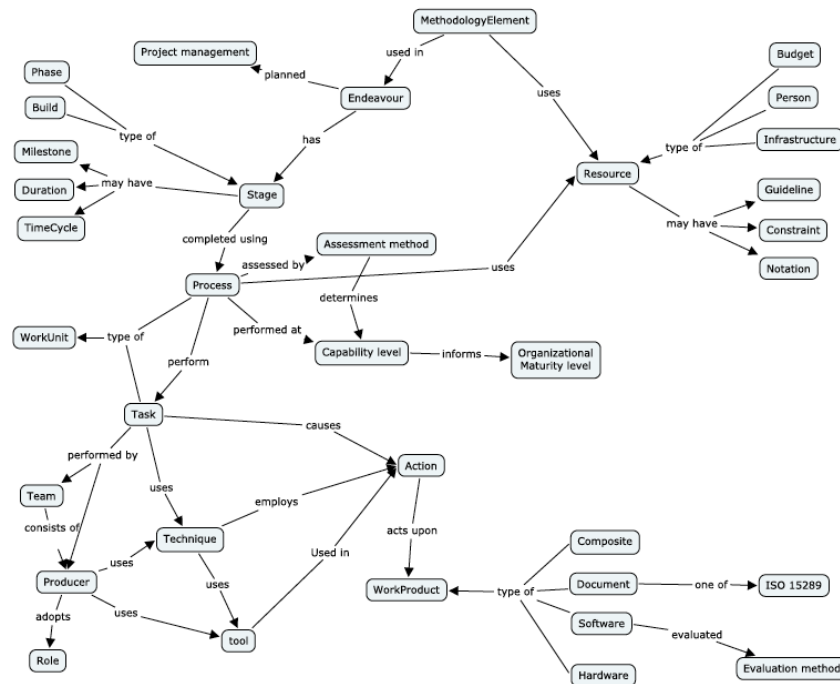 MethodologyElement
Project management
used in
planned
Budget
Phase
Endeavour
uses
Person
Build
type of
has
Infrastructure
type of
Milestone
Resource
may have
Duration
Stage
Guideline
TimeCycle
may have
Constraint
completed using
Assessment method
assessed by
uses
Notation
Process
determines
WorkUnit
type of
performed at
Capability level
informs
Organizational
Maturity level
perform
Task
causes
performed by
Action
Team
uses
employs
consists of
Technique
Used in
acts upon
Composite
uses
Producer
uses
WorkProduct
type of
Document
one of
ISO 15289
adopts
uses
Software
tool
evaluated
Role
Hardware
Evaluation method